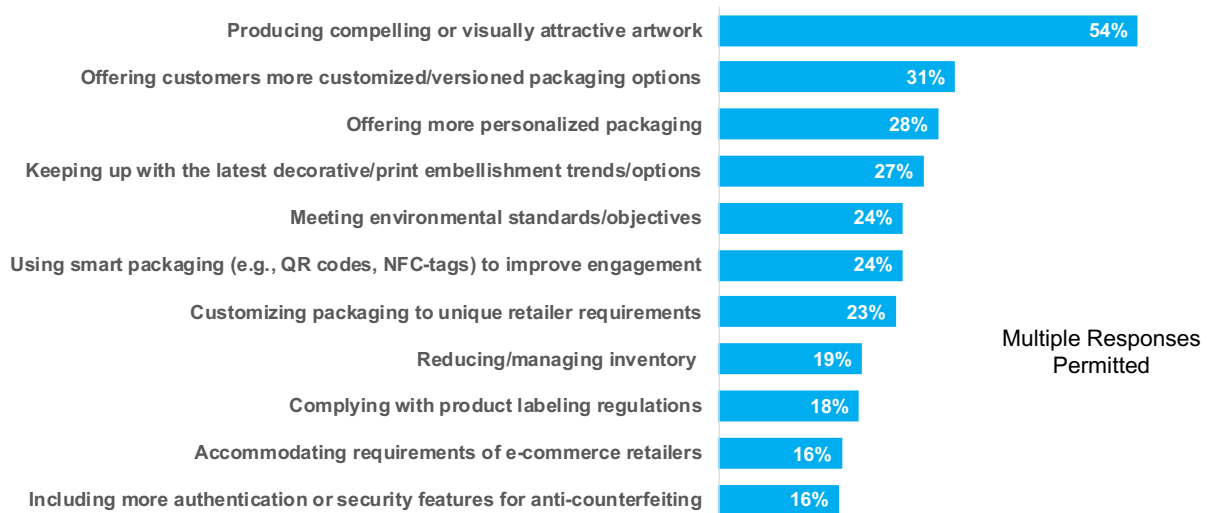 Producing compelling or visually attractive artwork 54%
Offering customers more customized/versioned packaging options 31%
Offering more personalized packaging 28%
Keeping up with the latest decorative/print embellishment trends/options 27%
Meeting environmental standards/objectives 24%
Using smart packaging (e.g., QR codes, NFC-tags) to improve engagement 24%
Customizing packaging to unique retailer requirements 23%
Reducing/managing inventory 19%
Complying with product labeling regulations 18%
Accommodating requirements of e-commerce retailers 16%
Including more authentication or security features for anti-counterfeiting 16%
Multiple Responses
Permitted